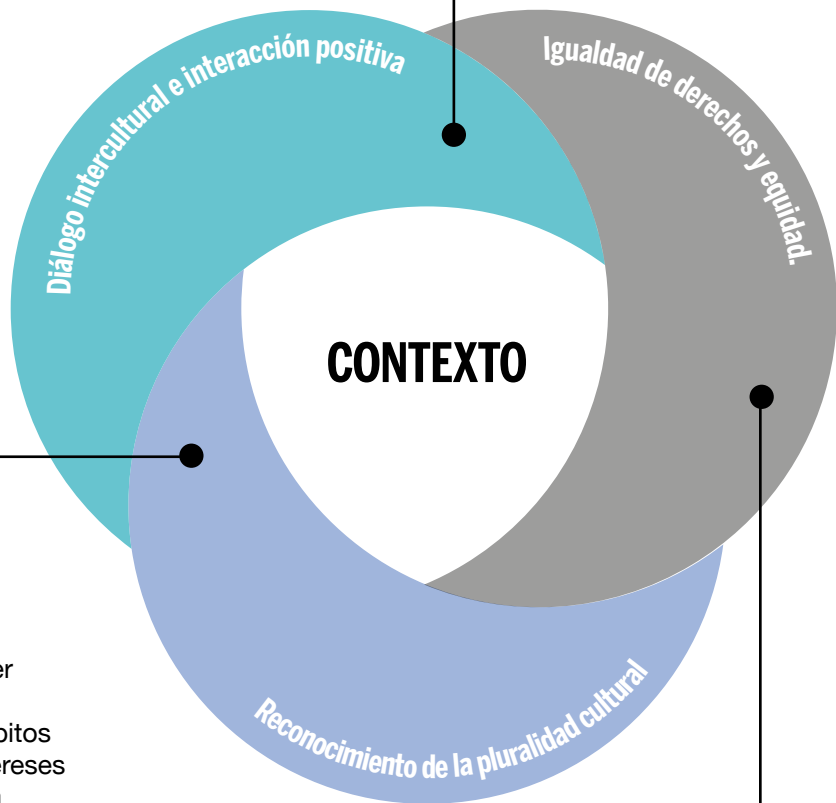 Diálogo intercultural e interacción positiva
Igualdad de derechos y equidad.
CONTEXTO
Reconocimiento de la pluralidad cultural